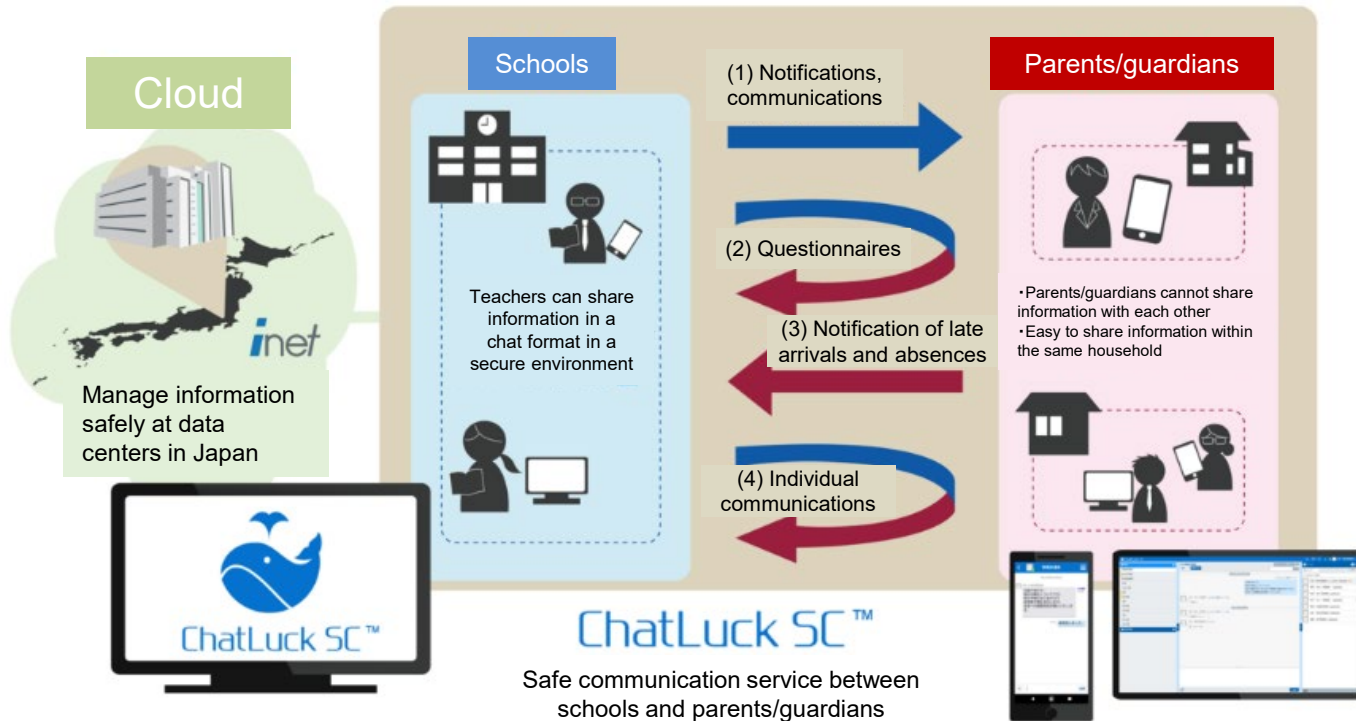 Cloud
inet
Manage information
safely at data
centers in Japan
Schools
Teachers can share
information in a
chat format in a
secure environment
(1) Notifications,
communications
(2) Questionnaires
(3) Notification of late
arrivals and absences
(4) Individual
communications
Parents/guardians
・Parents/guardians cannot share
information with each other
・Easy to share information within
the same household
ChatLuck SC™
ChatLuck SC™
Safe communication service between
schools and parents/guardians